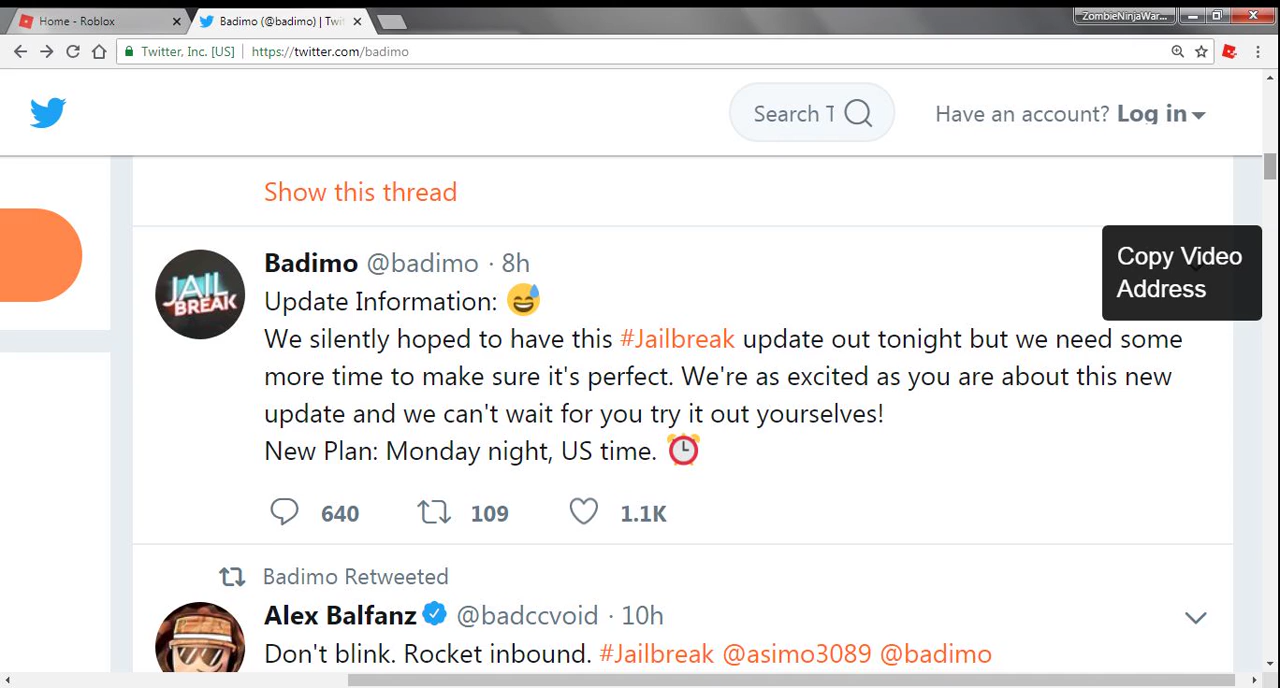 Home - Roblox
Badimo (@badimo) | Twi
ZombieNinjaWar...
Twitter, Inc. [US] | https://twitter.com/badimo
Search T
Have an account? Log in
Show this thread
Badimo @badimo · 8h
Update Information: 😅
We silently hoped to have this #Jailbreak update out tonight but we need some
more time to make sure it's perfect. We're as excited as you are about this new
update and we can't wait for you try it out yourselves!
New Plan: Monday night, US time. ⏰
640 109 1.1K
Copy Video
Address
JAIL
BREAK
Badimo Retweeted
Alex Balfanz @badccvoid · 10h
Don't blink. Rocket inbound. #Jailbreak @asimo3089 @badimo